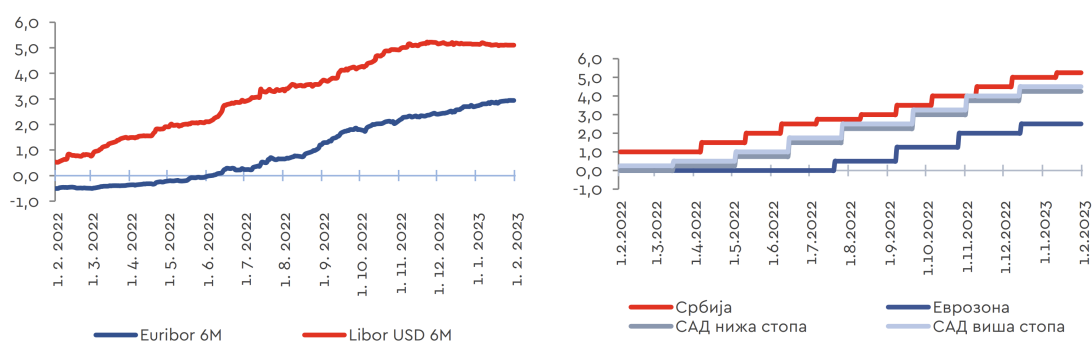 6,0
5,0
4,0
3,0
2,0
1,0
0,0
-1,0
1. 2. 2022
1. 3. 2022
1. 4. 2022
1. 5. 2022
1. 6. 2022
1. 7. 2022
1. 8. 2022
1. 9. 2022
1. 10. 2022
1. 11. 2022
1. 12. 2022
1. 1. 2023
1. 2. 2023
Euribor 6M
Libor USD 6M
6,0
5,0
4,0
3,0
2,0
1,0
0,0
-1,0
1.2.2022
1.3.2022
1.4.2022
1.5.2022
1.6.2022
1.7.2022
1.8.2022
1.9.2022
1.10.2022
1.11.2022
1.12.2022
1.1.2023
1.2.2023
Србија
Еврозона
САД нижа стопа
САД виша стопа